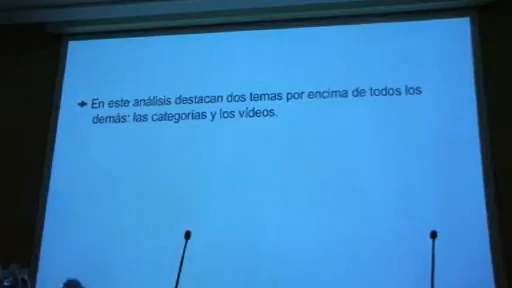 En este análisis destacan dos temas por encima de todos los
demás: las categorías y los vídeos.